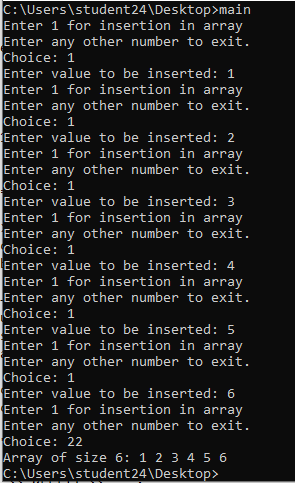 C:\Users\student24\Desktop>main
Enter 1 for insertion in array
Enter any other number to exit.
Choice: 1
Enter value to be inserted: 1
Enter 1 for insertion in array
Enter any other number to exit.
Choice: 1
Enter value to be inserted: 2
Enter 1 for insertion in array
Enter any other number to exit.
Choice: 1
Enter value to be inserted: 3
Enter 1 for insertion in array
Enter any other number to exit.
Choice: 1
Enter value to be inserted: 4
Enter 1 for insertion in array
Enter any other number to exit.
Choice: 1
Enter value to be inserted: 5
Enter 1 for insertion in array
Enter any other number to exit.
Choice: 1
Enter value to be inserted: 6
Enter 1 for insertion in array
Enter any other number to exit.
Choice: 22
Array of size 6: 1 2 3 4 5 6
C:\Users\student24\Desktop>